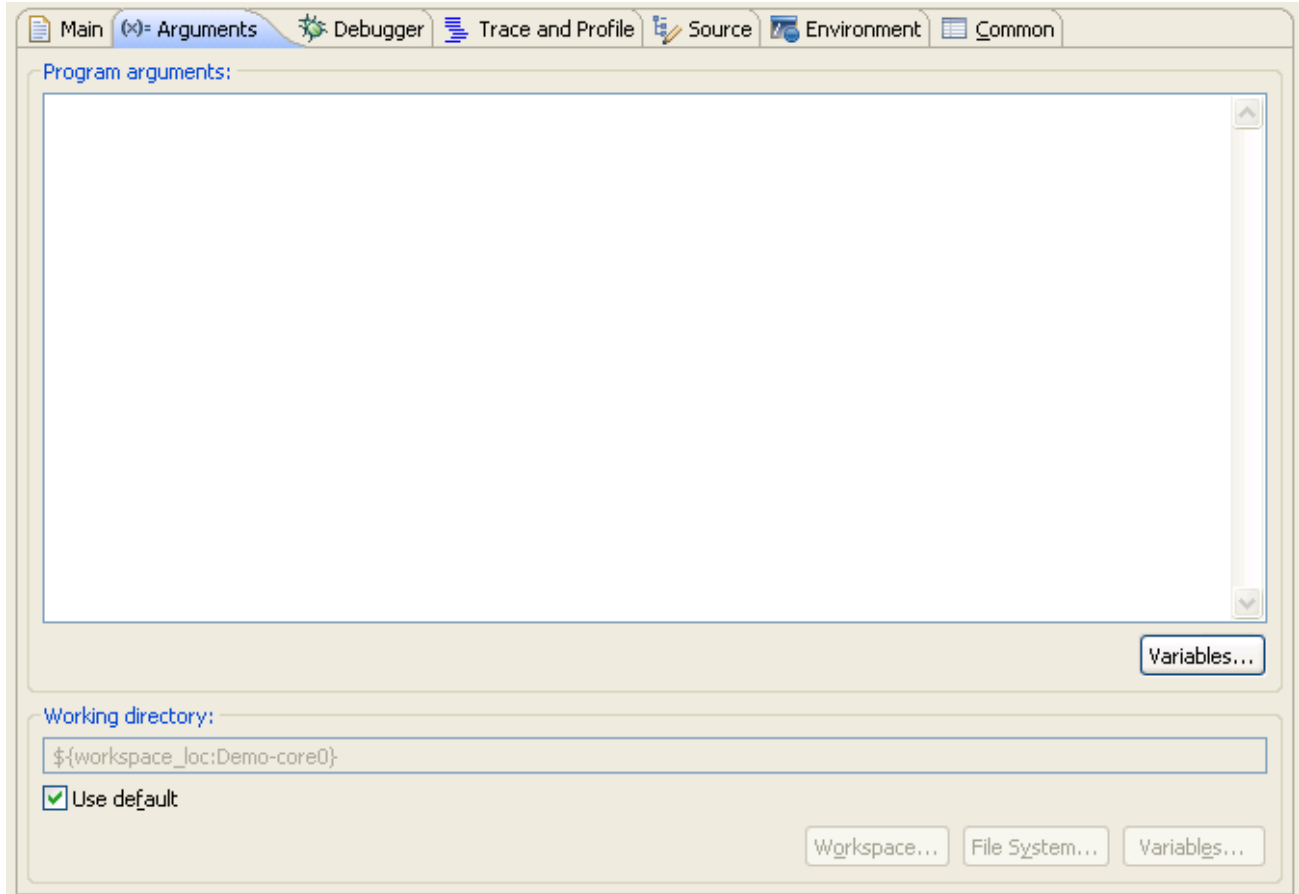 Main (x)= Arguments Debugger Trace and Profile Source Environment Common
Program arguments:
Variables...
Working directory:
${workspace_loc:Demo-core0}
Use default
Workspace... File System... Variables...